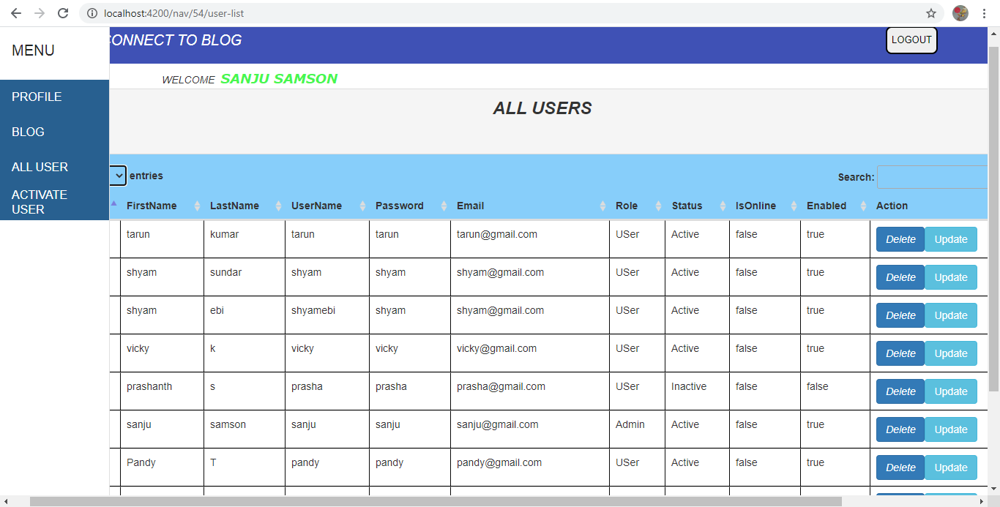 localhost:4200/nav/54/user-list
MENU
CONNECT TO BLOG
LOGOUT
WELCOME SANJU SAMSON
PROFILE
BLOG
ALL USER
ACTIVATE
USER
ALL USERS
entries
Search:
FirstName LastName UserName Password Email Role Status IsOnline Enabled Action
tarun kumar tarun tarun tarun@gmail.com USer Active false true Delete Update
shyam sundar shyam shyam shyam@gmail.com USer Active false true Delete Update
shyam ebi shyamebi shyam shyam@gmail.com USer Active false true Delete Update
vicky k vicky vicky vicky@gmail.com USer Active false true Delete Update
prashanth s prasha prasha prasha@gmail.com USer Inactive false false Delete Update
sanju samson sanju sanju sanju@gmail.com Admin Active false true Delete Update
Pandy T pandy pandy pandy@gmail.com USer Active false true Delete Update